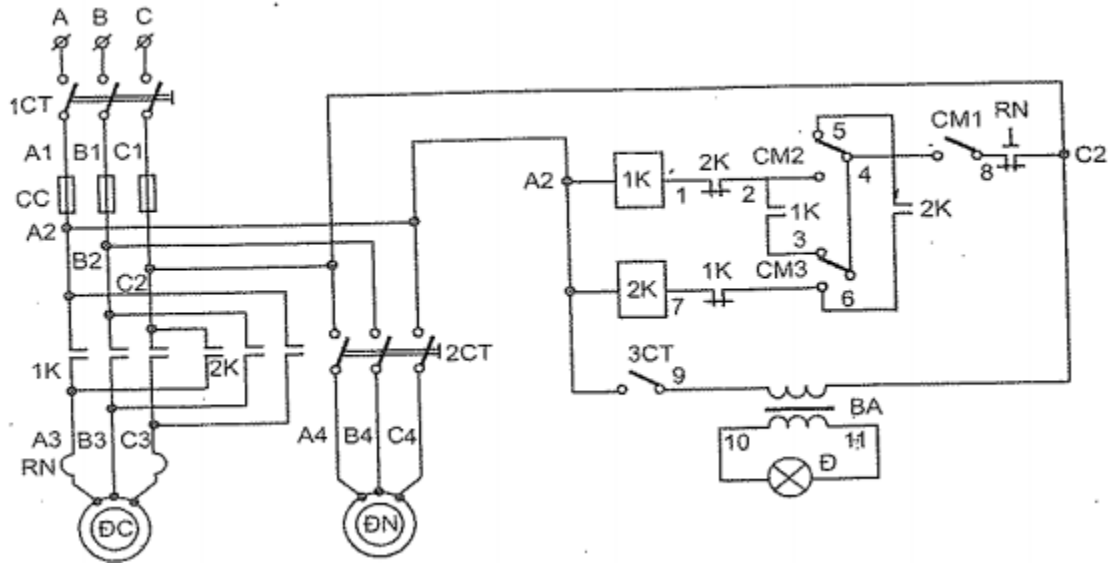 A B C
1CT
A1 B1 C1
CC
A2
B2
C2
1K
2K
2CT
A3 B3 C3
RN
ĐC
A4 B4 C4
ĐN
A2
1K
1
2K
2
CM2
5
4
CM1
RN
8
C2
1K
3
2K
2K
7
1K
CM3
6
3CT
9
BA
10
11
Đ